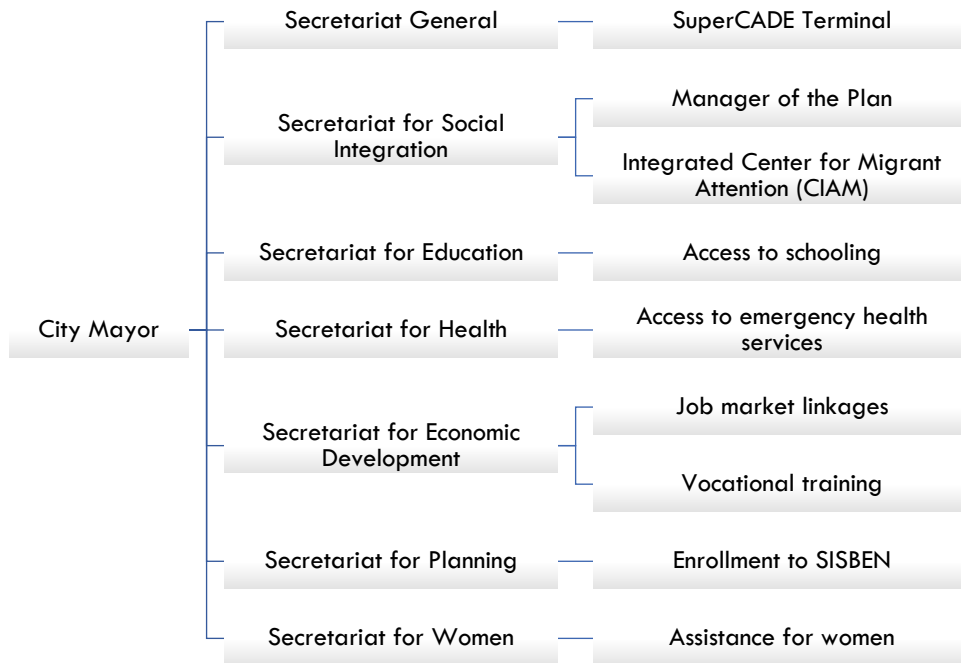 Secretariat General
SuperCADE Terminal
Secretariat for Social
Integration
Manager of the Plan
Integrated Center for Migrant
Attention (CIAM)
Secretariat for Education
Access to schooling
City Mayor
Secretariat for Health
Access to emergency health
services
Secretariat for Economic
Development
Job market linkages
Vocational training
Secretariat for Planning
Enrollment to SISBEN
Secretariat for Women
Assistance for women